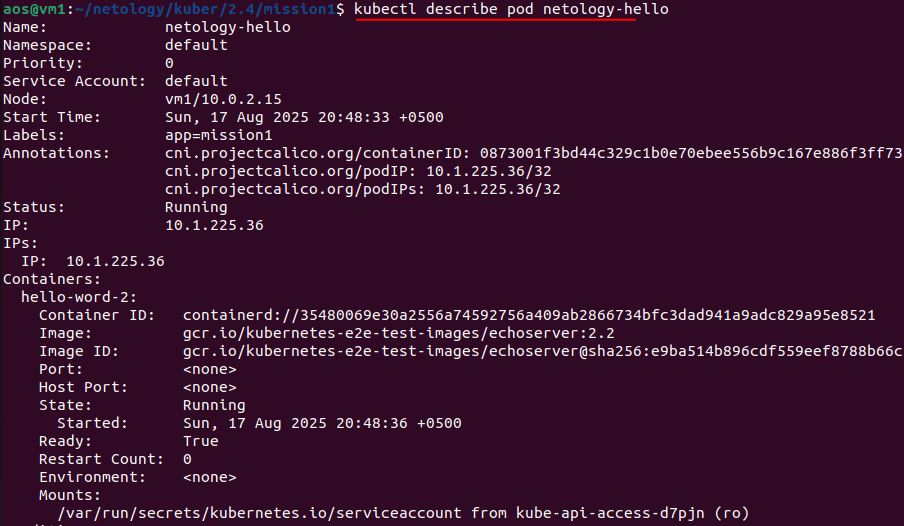 aos@vm1:~/netology/kuber/2.4/mission1$ kubectl describe pod netology-hello
Name:             netology-hello
Namespace:        default
Priority:         0
Service Account:  default
Node:             vm1/10.0.2.15
Start Time:       Sun, 17 Aug 2025 20:48:33 +0500
Labels:           app=mission1
Annotations:      cni.projectcalico.org/containerID: 0873001f3bd44c329c1b0e70ebee556b9c167e886f3ff73
                  cni.projectcalico.org/podIP: 10.1.225.36/32
                  cni.projectcalico.org/podIPs: 10.1.225.36/32
Status:           Running
IP:               10.1.225.36
IPs:
  IP:  10.1.225.36
Containers:
  hello-word-2:
    Container ID:   containerd://35480069e30a2556a74592756a409ab2866734bfc3dad941a9adc829a95e8521
    Image:          gcr.io/kubernetes-e2e-test-images/echoserver:2.2
    Image ID:       gcr.io/kubernetes-e2e-test-images/echoserver@sha256:e9ba514b896cdf559eef8788b66c
    Port:           <none>
    Host Port:      <none>
    State:          Running
      Started:      Sun, 17 Aug 2025 20:48:36 +0500
    Ready:          True
    Restart Count:  0
    Environment:    <none>
    Mounts:
      /var/run/secrets/kubernetes.io/serviceaccount from kube-api-access-d7pjn (ro)